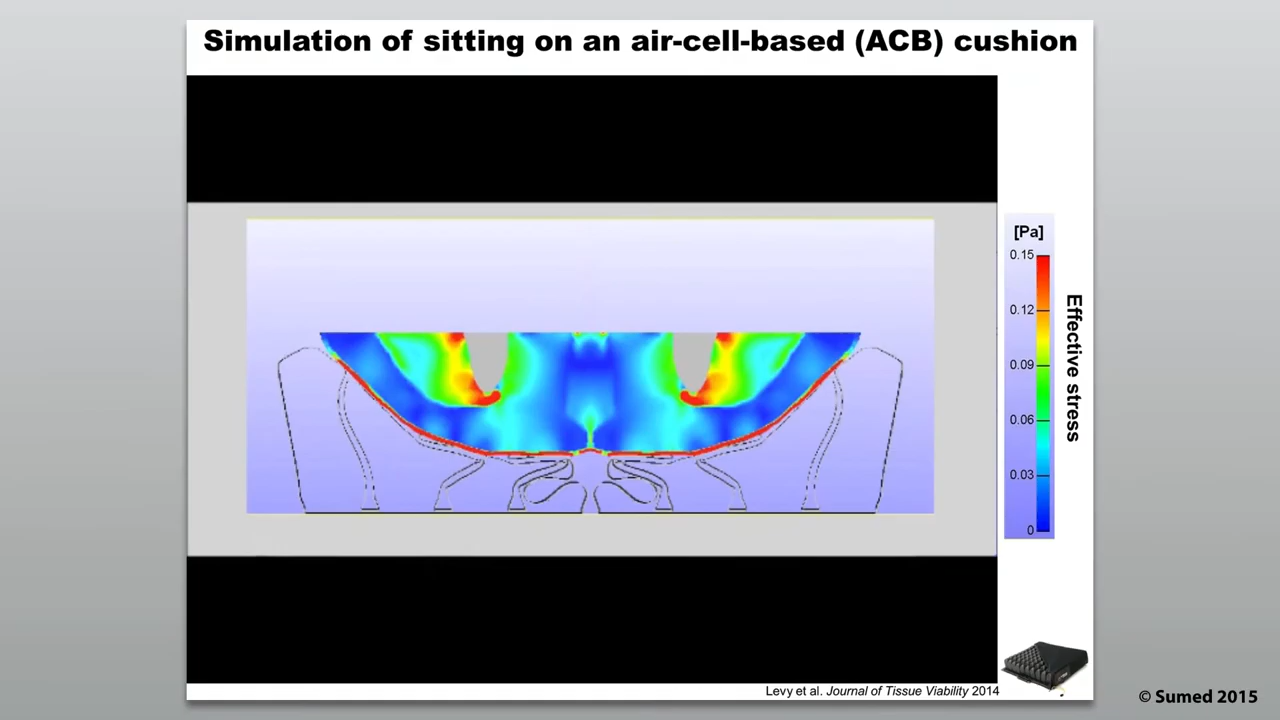 Simulation of sitting on an air-cell-based (ACB) cushion
[Pa]
0.15
0.12
0.09
0.06
0.03
0
Effective stress
Levy et al. Journal of Tissue Viability 2014
© Sumed 2015